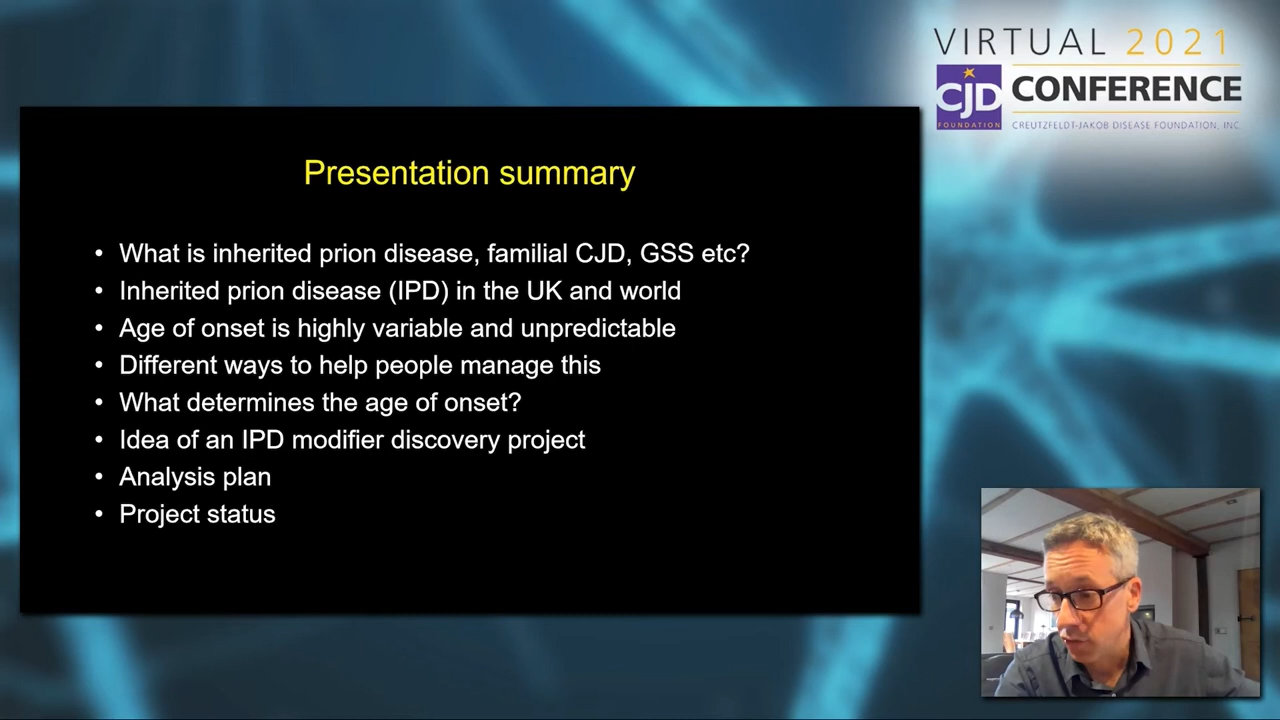 VIRTUAL 2021
CJD CONFERENCE
FOUNDATION CREUTZFELDT-JAKOB DISEASE FOUNDATION, INC.
Presentation summary
• What is inherited prion disease, familial CJD, GSS etc?
• Inherited prion disease (IPD) in the UK and world
• Age of onset is highly variable and unpredictable
• Different ways to help people manage this
• What determines the age of onset?
• Idea of an IPD modifier discovery project
• Analysis plan
• Project status